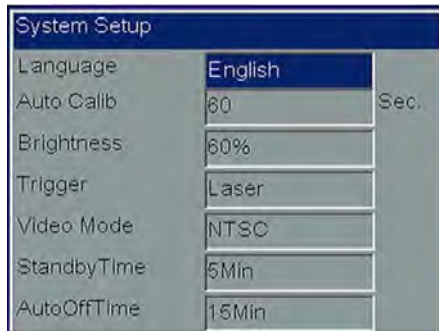 System Setup
Language English
Auto Calib 60 Sec.
Brightness 60%
Trigger Laser
Video Mode NTSC
StandbyTime 5Min
AutoOffTime 15Min